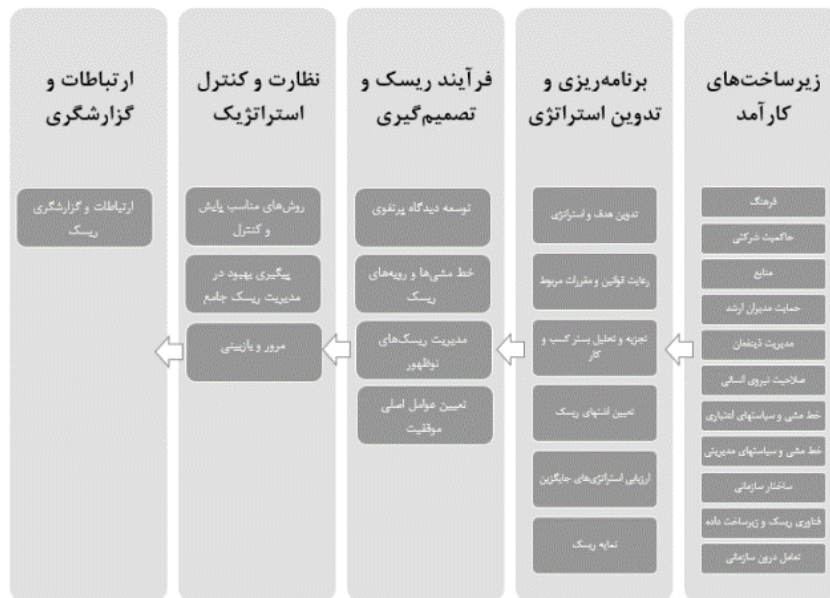 زیرساخت‌های
کارآمد
فرهنگ
حاکمیت شرکتی
منابع
حمایت مدیران ارشد
مدیریت ذینفعان
صلاحیت نیروی انسانی
خط مشی و سیاستهای اعتباری
خط مشی و سیاستهای مدیریتی
ساختار سازمانی
فناوری ریسک و زیرساخت داده
تعامل درون سازمانی
برنامه‌ریزی و
تدوین استراتژی
تدوین هدف و استراتژی
رعایت قوانین و مقررات مربوط
تجزیه و تحلیل بستر کسب و
کار
تعیین اشتهای ریسک
ارزیابی استراتژی‌های جایگزین
نمایه ریسک
فرآیند ریسک و
تصمیم‌گیری
توسعه دیدگاه پرتفوی
خط مشی‌ها و رویه‌های
ریسک
مدیریت ریسک‌های
نوظهور
تعیین عوامل اصلی
موفقیت
نظارت و کنترل
استراتژیک
روش‌های مناسب پایش
و کنترل
پیگیری بهبود در
مدیریت ریسک جامع
مرور و بازبینی
ارتباطات و
گزارشگری
ارتباطات و گزارشگری
ریسک